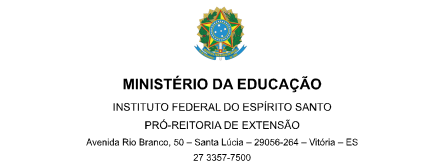 MINISTÉRIO DA EDUCAÇÃO
INSTITUTO FEDERAL DO ESPÍRITO SANTO
PRÓ-REITORIA DE EXTENSÃO
Avenida Rio Branco, 50 – Santa Lúcia – 29056-264 – Vitória – ES
27 3357-7500